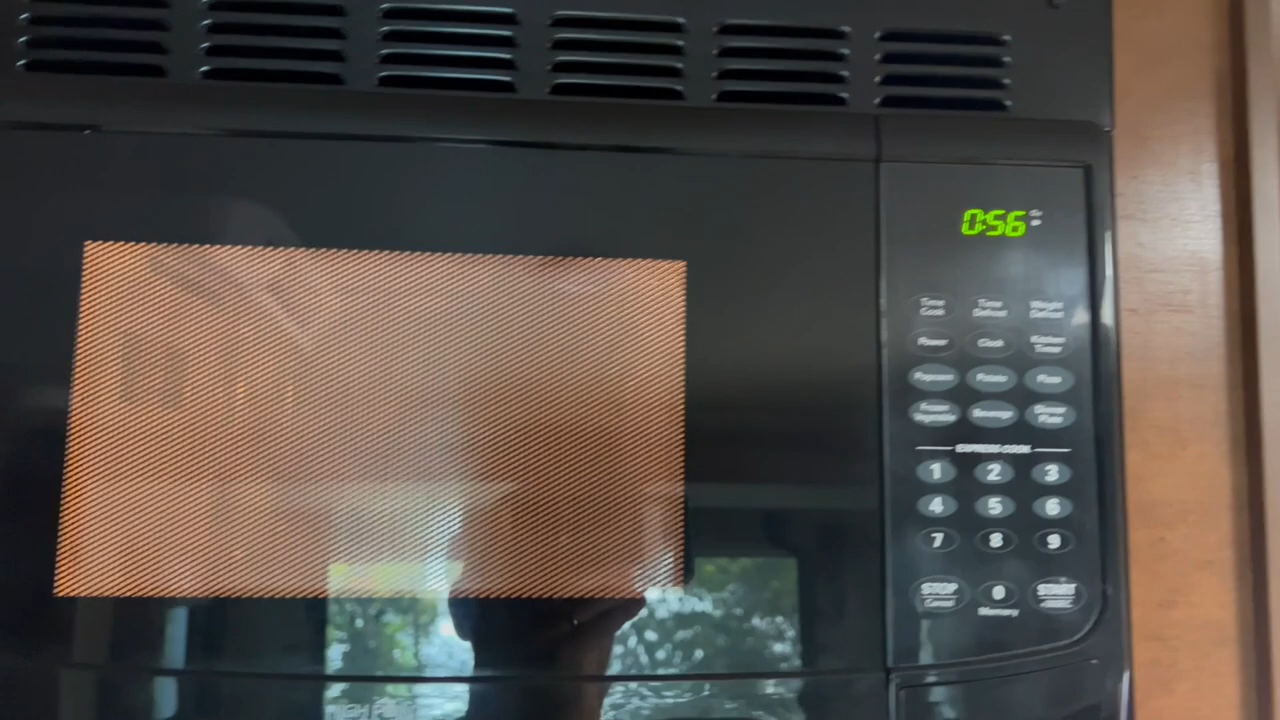 0:56
Time Cook
Time Defrost
Weight Defrost
Power
Clock
Kitchen Timer
Popcorn
Potato
Pizza
Frozen Vegetable
Beverage
Dinner Plate
EXPRESS COOK
1 2 3
4 5 6
7 8 9
STOP
Cancel
0
Memory
START